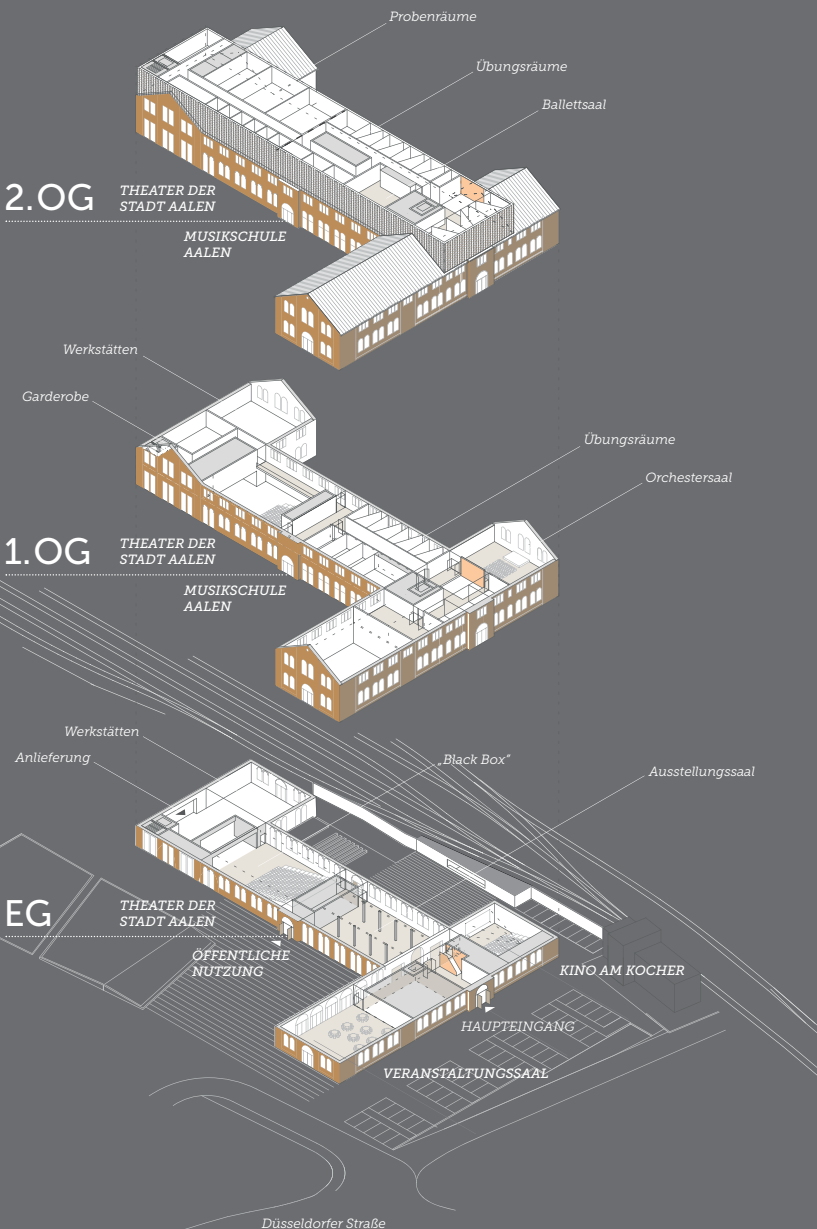 Probenräume
Übungsräume
Ballettsaal
2.OG
THEATER DER
STADT AALEN
MUSIKSCHULE
AALEN
Werkstätten
Garderobe
Übungsräume
Orchestersaal
1.OG
THEATER DER
STADT AALEN
MUSIKSCHULE
AALEN
Werkstätten
Anlieferung
„Black Box"
Ausstellungssaal
EG
THEATER DER
STADT AALEN
ÖFFENTLICHE
NUTZUNG
KINO AM KOCHER
HAUPTEINGANG
VERANSTALTUNGSSAAL
Düsseldorfer Straße